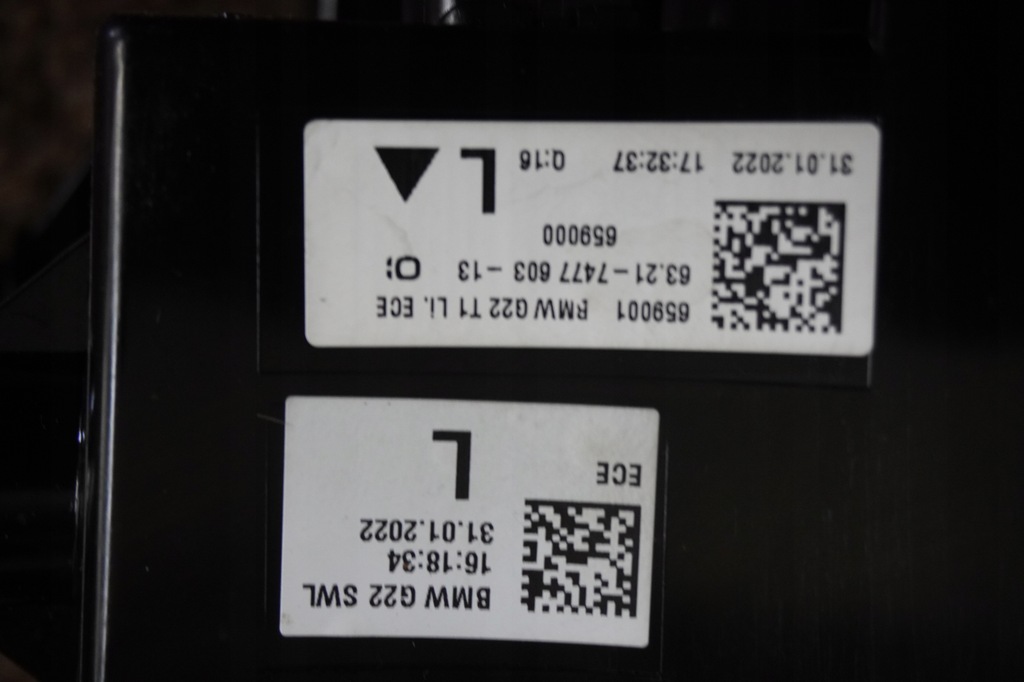 BMW G22 SWL
16:18:34
31.01.2022
ECE
L
659001 BMW G22 T1 Li. ECE
63.21-7477 603 -13
659000
L
31.01.2022 17:32:37 Q:16